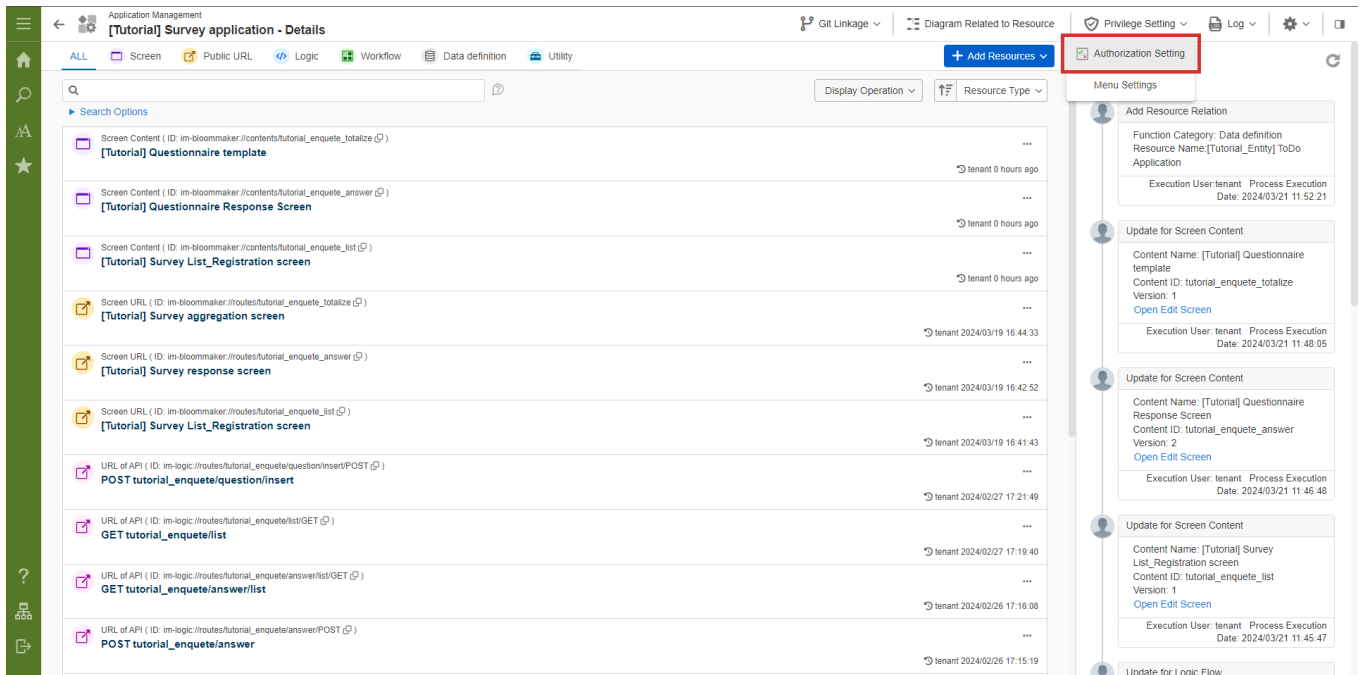 Application Management
[Tutorial] Survey application - Details
Git Linkage
Diagram Related to Resource
Privilege Setting
Log
ALL
Screen
Public URL
Logic
Workflow
Data definition
Utility
+ Add Resources
Authorization Setting
Menu Settings
Display Operation
Resource Type
Search Options
Screen Content ( ID: im-bloommaker://contents/tutorial_enquete_totalize )
[Tutorial] Questionnaire template
tenant 0 hours ago
Screen Content ( ID: im-bloommaker://contents/tutorial_enquete_answer )
[Tutorial] Questionnaire Response Screen
tenant 0 hours ago
Screen Content ( ID: im-bloommaker://contents/tutorial_enquete_list )
[Tutorial] Survey List_Registration screen
tenant 0 hours ago
Screen URL ( ID: im-bloommaker://routes/tutorial_enquete_totalize )
[Tutorial] Survey aggregation screen
tenant 2024/03/19 16:44:33
Screen URL ( ID: im-bloommaker://routes/tutorial_enquete_answer )
[Tutorial] Survey response screen
tenant 2024/03/19 16:42:52
Screen URL ( ID: im-bloommaker://routes/tutorial_enquete_list )
[Tutorial] Survey List_Registration screen
tenant 2024/03/19 16:41:43
URL of API ( ID: im-logic://routes/tutorial_enquete/question/insert/POST )
POST tutorial_enquete/question/insert
tenant 2024/02/27 17:21:49
URL of API ( ID: im-logic://routes/tutorial_enquete/list/GET )
GET tutorial_enquete/list
tenant 2024/02/27 17:19:40
URL of API ( ID: im-logic://routes/tutorial_enquete/answer/list/GET )
GET tutorial_enquete/answer/list
tenant 2024/02/26 17:16:08
URL of API ( ID: im-logic://routes/tutorial_enquete/answer/POST )
POST tutorial_enquete/answer
tenant 2024/02/26 17:15:19
Add Resource Relation
Function Category: Data definition
Resource Name:[Tutorial_Entity] ToDo
Application
Execution User:tenant Process Execution
Date: 2024/03/21 11:52:21
Update for Screen Content
Content Name: [Tutorial] Questionnaire
template
Content ID: tutorial_enquete_totalize
Version: 1
Open Edit Screen
Execution User: tenant Process Execution
Date: 2024/03/21 11:48:05
Update for Screen Content
Content Name: [Tutorial] Questionnaire
Response Screen
Content ID: tutorial_enquete_answer
Version: 2
Open Edit Screen
Execution User: tenant Process Execution
Date: 2024/03/21 11:46:48
Update for Screen Content
Content Name: [Tutorial] Survey
List_Registration screen
Content ID: tutorial_enquete_list
Version: 1
Open Edit Screen
Execution User: tenant Process Execution
Date: 2024/03/21 11:45:47
Update for Logic Flow